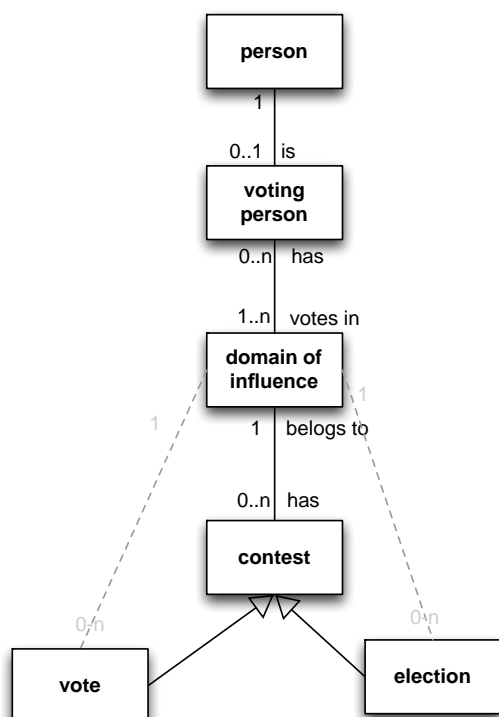 person
1
0..1 is
voting
person
0..n has
1..n votes in
domain of
influence
1
1
1 belogs to
0..n has
contest
0-n
0-n
vote
election